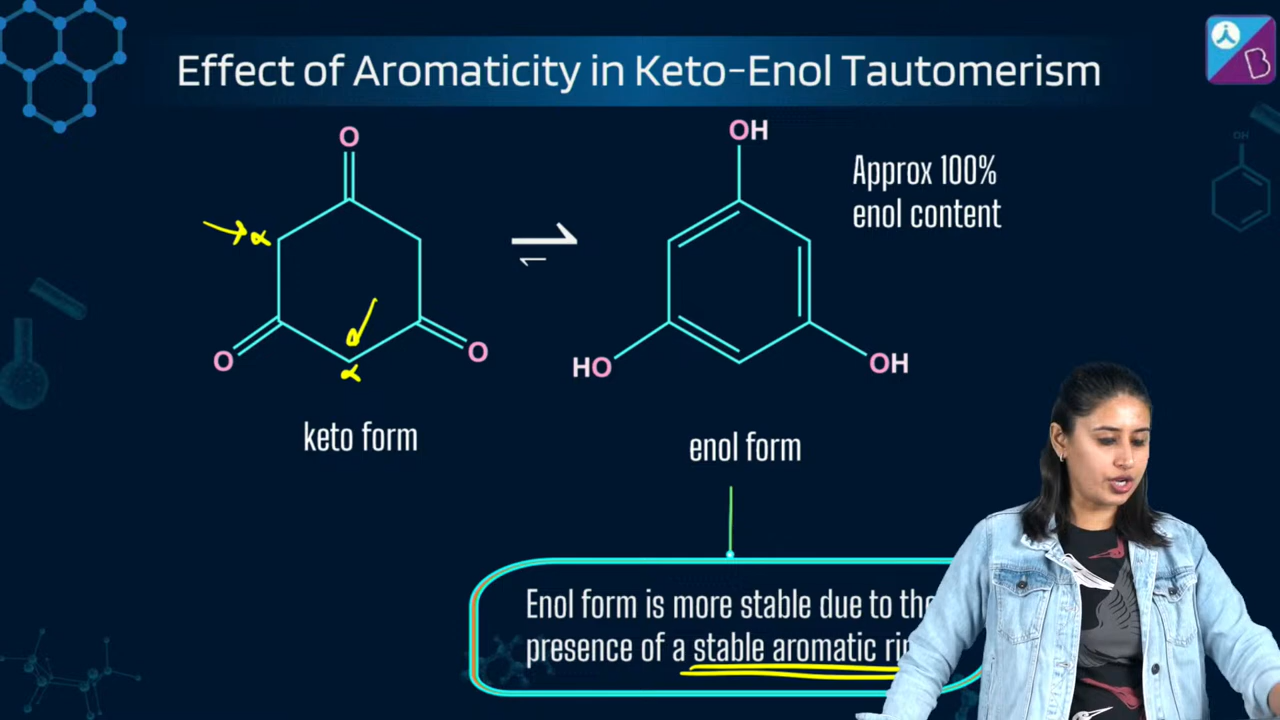 Effect of Aromaticity in Keto-Enol Tautomerism
O
OH
Approx 100%
enol content
α
O
O
α
HO
OH
keto form
enol form
Enol form is more stable due to the
presence of a stable aromatic
B
OH